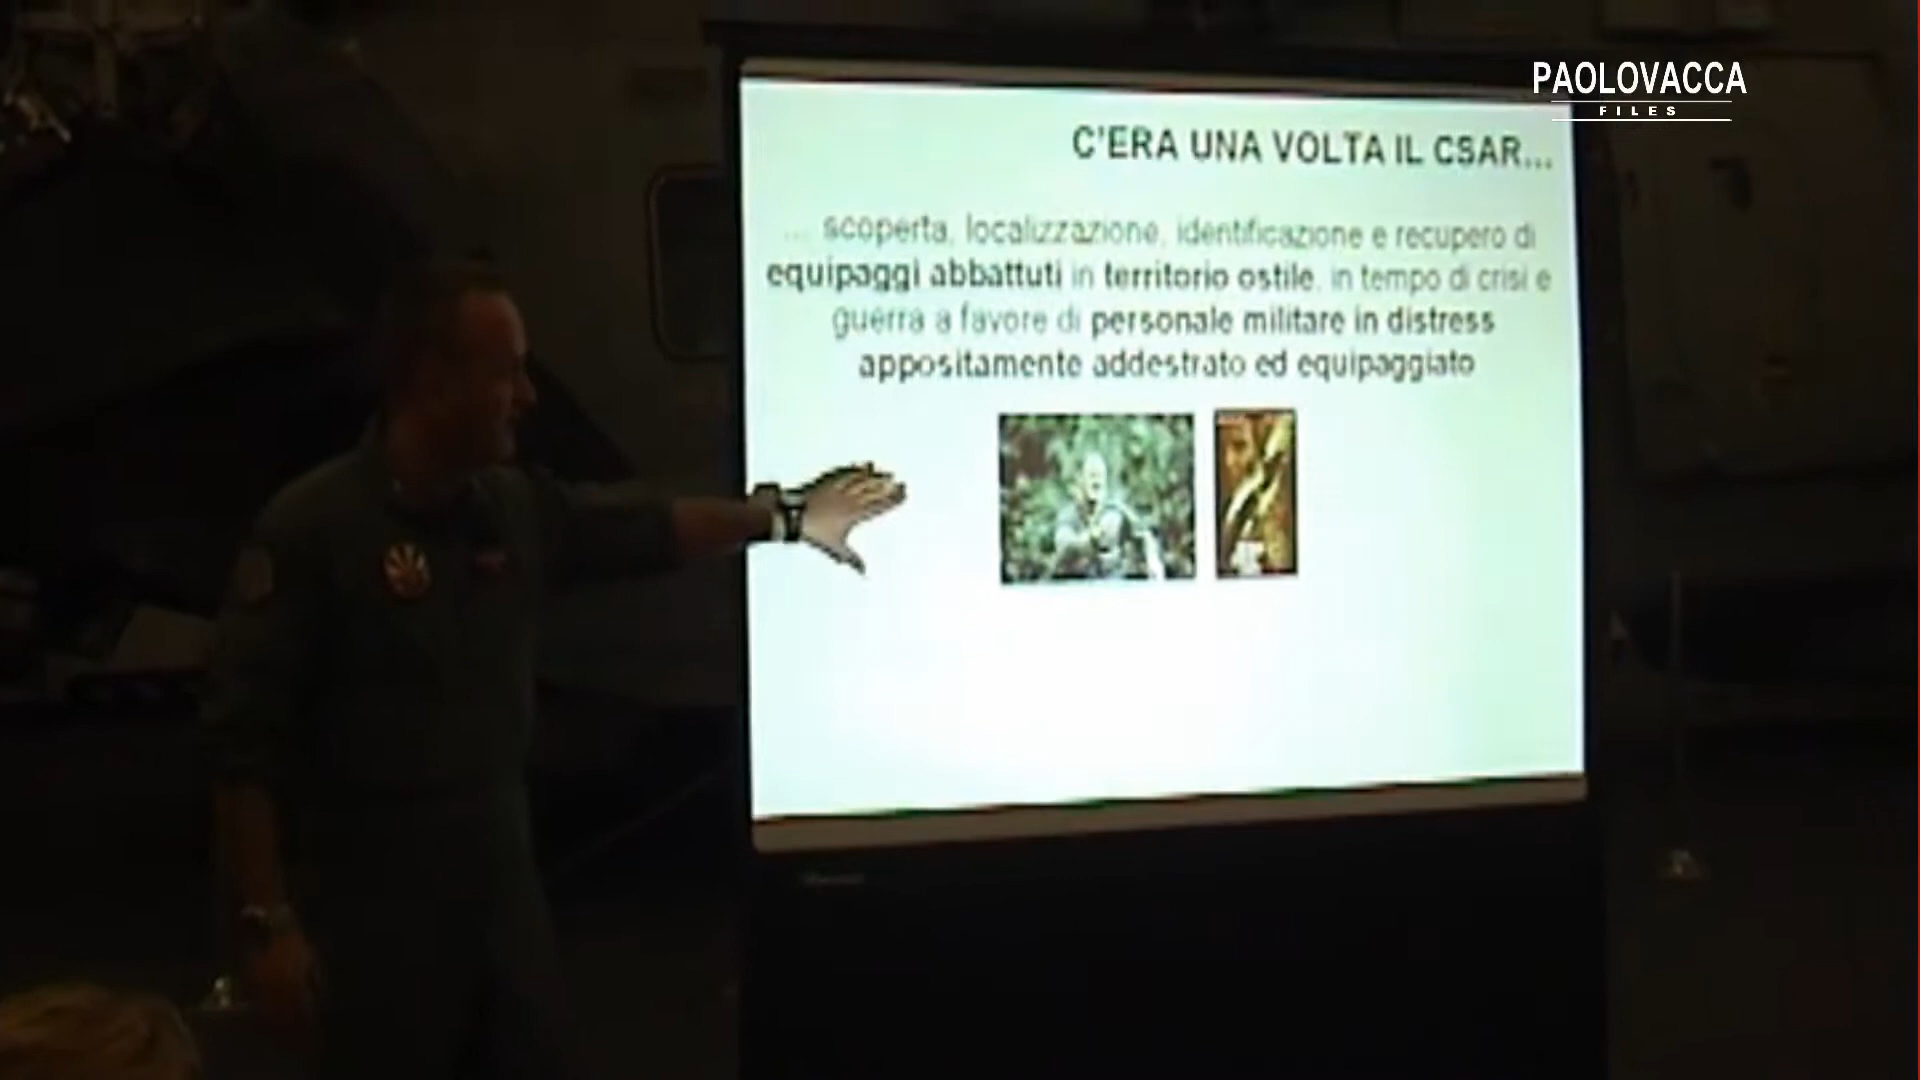 PAOLOVACCA
FILES
C'ERA UNA VOLTA IL CSAR...
... scoperta, localizzazione, identificazione e recupero di
equipaggi abbattuti in territorio ostile, in tempo di crisi e
guerra a favore di personale militare in distress
appositamente addestrato ed equipaggiato